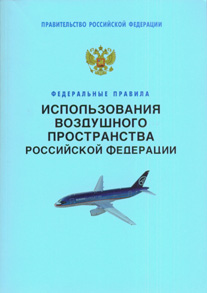 ПРАВИТЕЛЬСТВО РОССИЙСКОЙ ФЕДЕРАЦИИ
ФЕДЕРАЛЬНЫЕ ПРАВИЛА
ИСПОЛЬЗОВАНИЯ
ВОЗДУШНОГО
ПРОСТРАНСТВА
РОССИЙСКОЙ ФЕДЕРАЦИИ